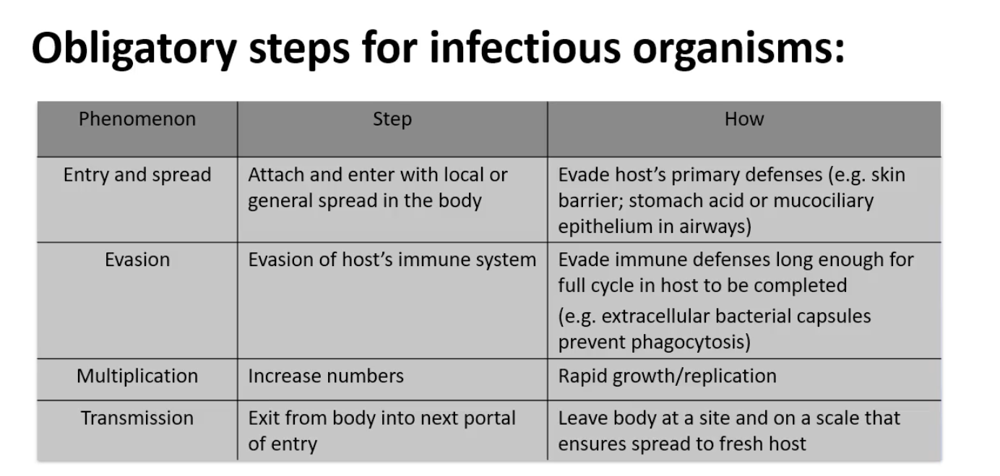 Obligatory steps for infectious organisms:
Phenomenon
Step
How
Entry and spread
Attach and enter with local or
general spread in the body
Evade host’s primary defenses (e.g. skin
barrier; stomach acid or mucociliary
epithelium in airways)
Evasion
Evasion of host’s immune system
Evade immune defenses long enough for
full cycle in host to be completed
(e.g. extracellular bacterial capsules
prevent phagocytosis)
Multiplication
Increase numbers
Rapid growth/replication
Transmission
Exit from body into next portal
of entry
Leave body at a site and on a scale that
ensures spread to fresh host